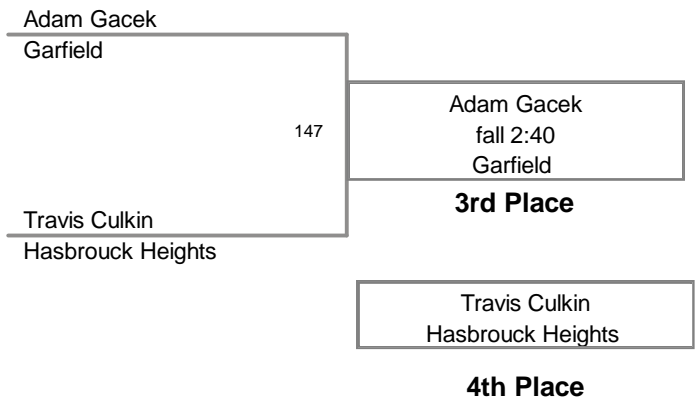 Adam Gacek
Garfield
147
Adam Gacek
fall 2:40
Garfield
3rd Place
Travis Culkin
Hasbrouck Heights
Travis Culkin
Hasbrouck Heights
4th Place